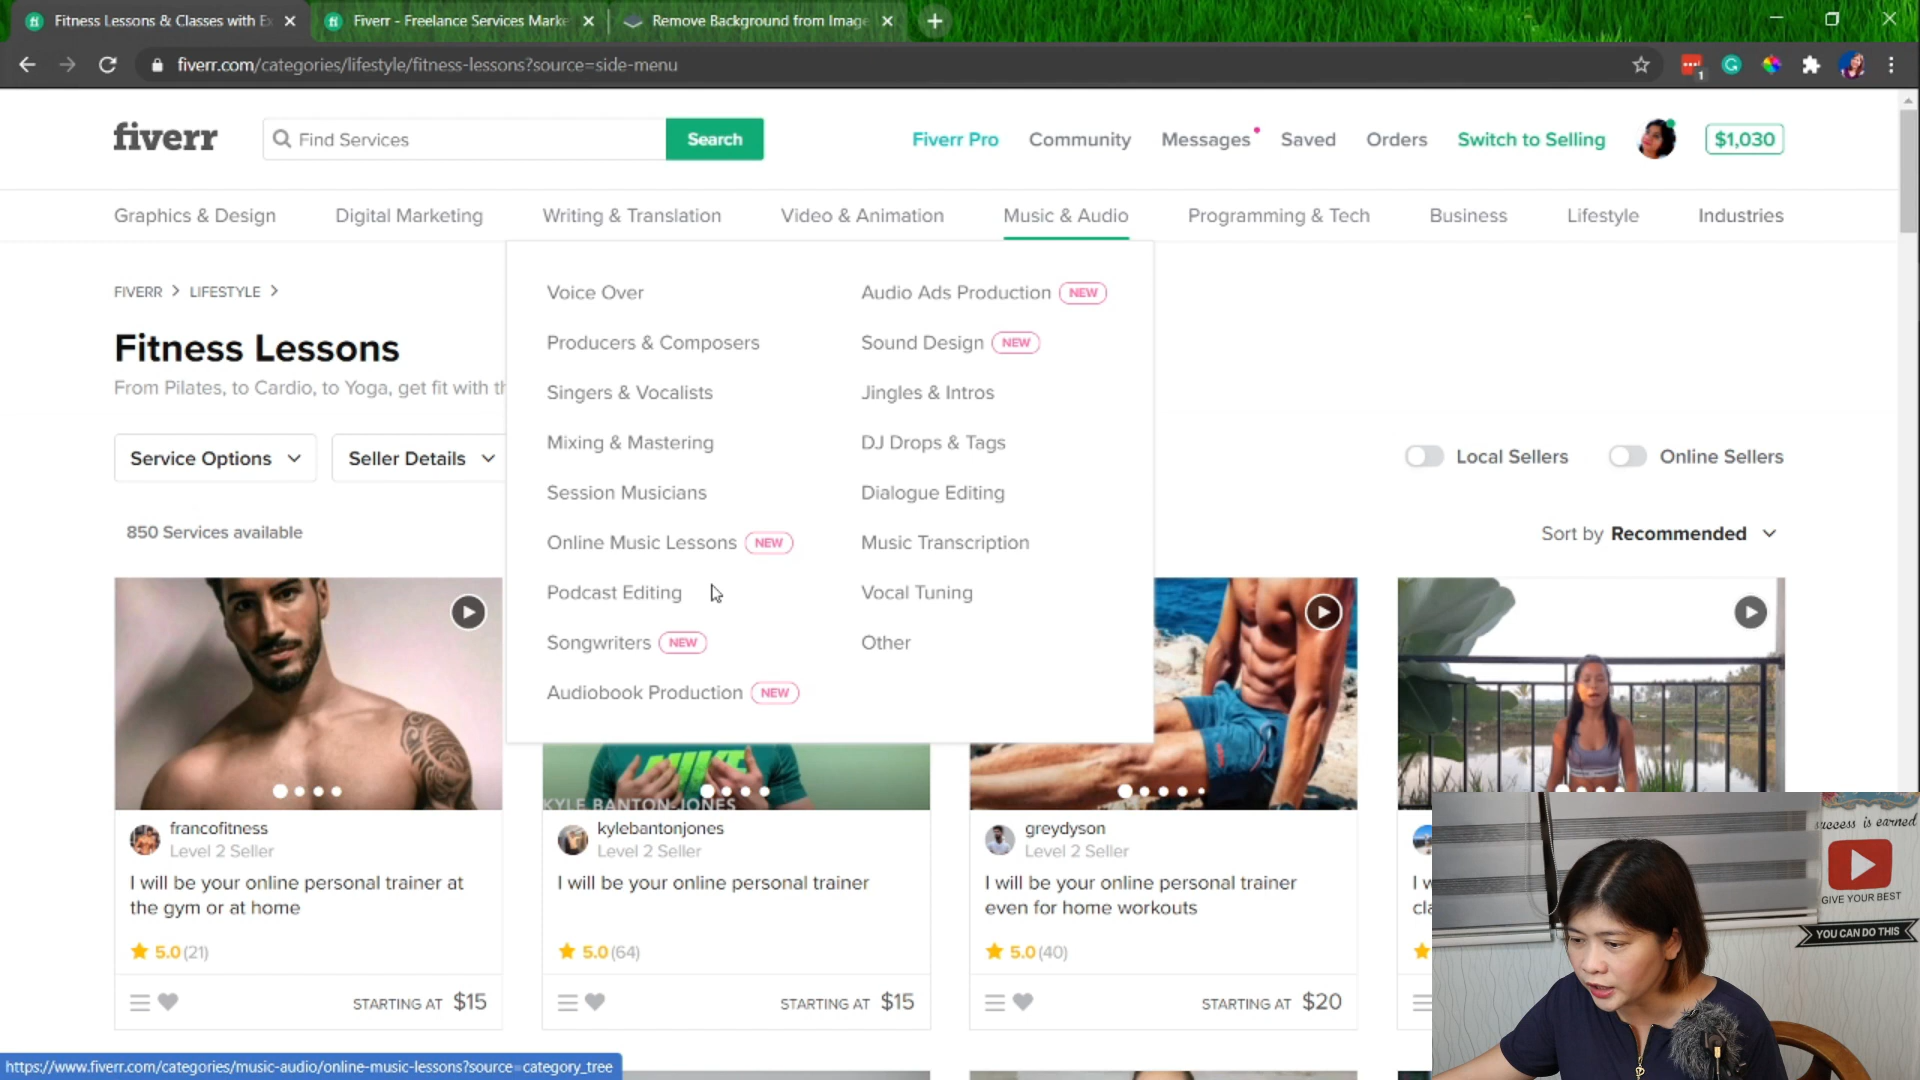 Fitness Lessons & Classes with Ex
Fiverr - Freelance Services Marke
Remove Background from Image
fiverr.com/categories/lifestyle/fitness-lessons?source=side-menu
1
fiverr
Find Services
Search
Fiverr Pro
Community
Messages
Saved
Orders
Switch to Selling
$1,030
Graphics & Design
Digital Marketing
Writing & Translation
Video & Animation
Music & Audio
Programming & Tech
Business
Lifestyle
Industries
FIVERR > LIFESTYLE >
Fitness Lessons
From Pilates, to Cardio, to Yoga, get fit with th
Service Options
Seller Details
Local Sellers
Online Sellers
850 Services available
Sort by Recommended
Voice Over
Producers & Composers
Singers & Vocalists
Mixing & Mastering
Session Musicians
Online Music Lessons NEW
Podcast Editing
Songwriters NEW
Audiobook Production NEW
Audio Ads Production NEW
Sound Design NEW
Jingles & Intros
DJ Drops & Tags
Dialogue Editing
Music Transcription
Vocal Tuning
Other
francofitness
Level 2 Seller
I will be your online personal trainer at
the gym or at home
5.0 (21)
STARTING AT $15
NIKE
KYLE BANTON-JONES
kylebantonjones
Level 2 Seller
I will be your online personal trainer
5.0 (64)
STARTING AT $15
greydyson
Level 2 Seller
I will be your online personal trainer
even for home workouts
5.0 (40)
STARTING AT $20
I w
cla
success is earned
GIVE YOUR BEST
YOU CAN DO THIS
https://www.fiverr.com/categories/music-audio/online-music-lessons?source=category_tree